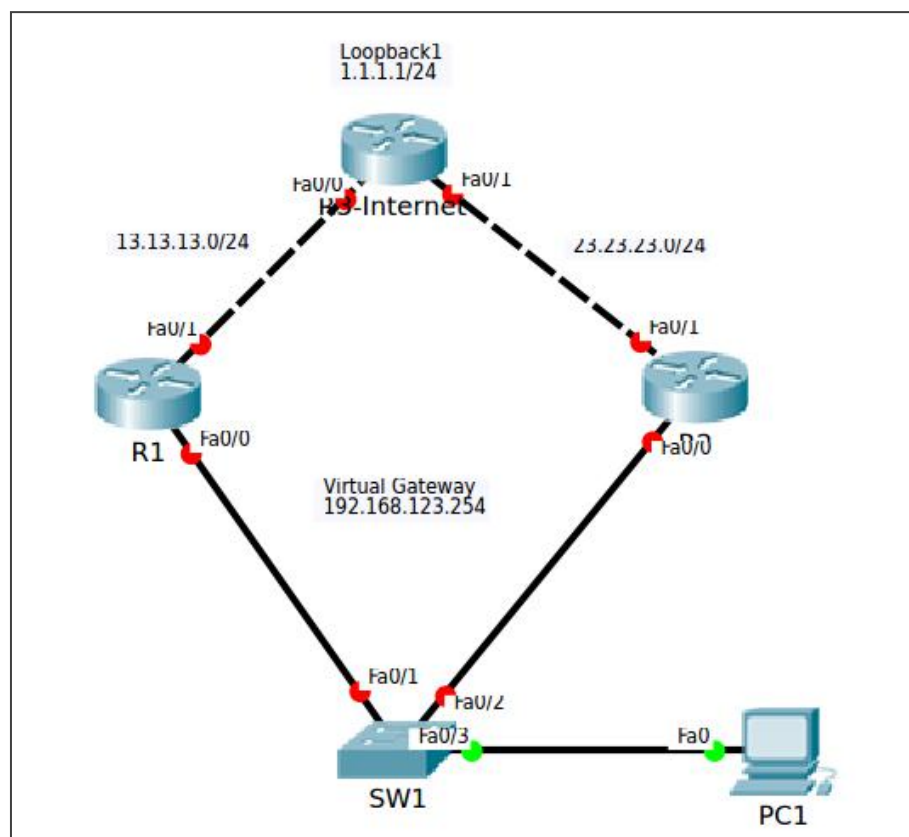 Loopback1
1.1.1.1/24
Fa0/0
Fa0/1
R3-Internet
13.13.13.0/24
23.23.23.0/24
Fa0/1
Fa0/1
R1
Fa0/0
Fa0/0
Virtual Gateway
192.168.123.254
Fa0/1
Fa0/2
Fa0/3
Fa0
SW1
PC1